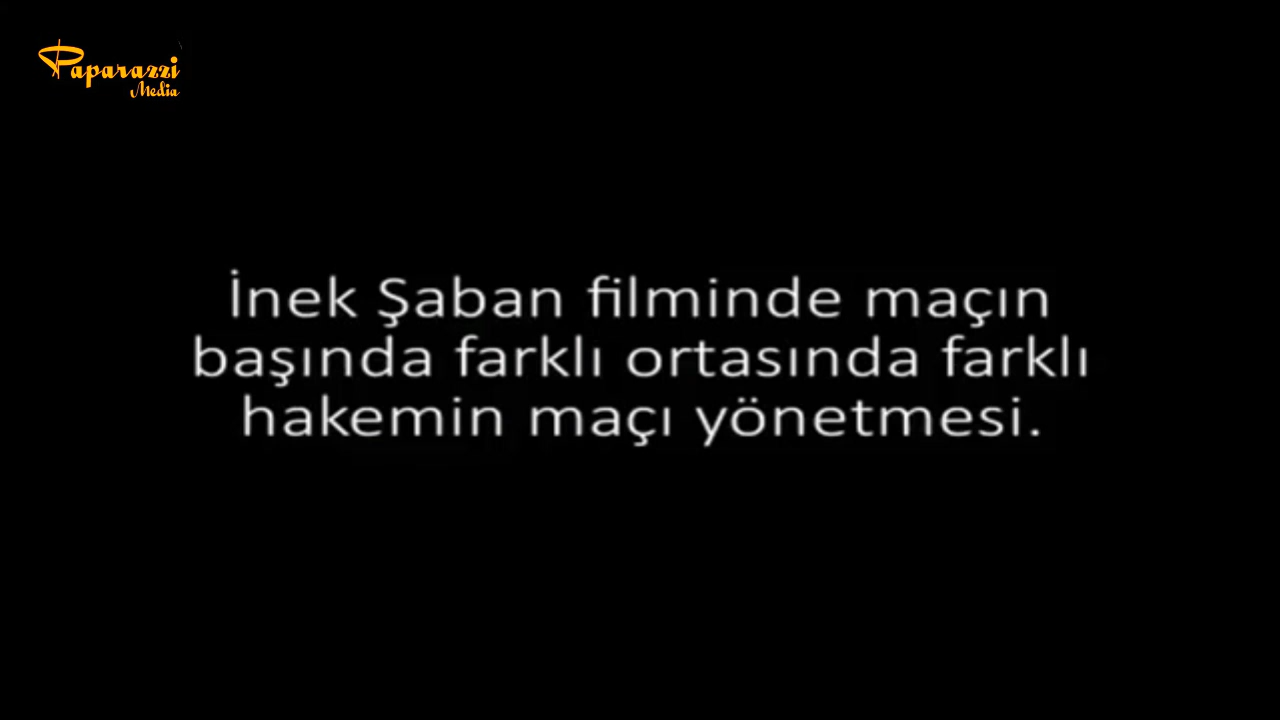 Paparazzi
Media
İnek Şaban filminde maçın
başında farklı ortasında farklı
hakemin maçı yönetmesi.